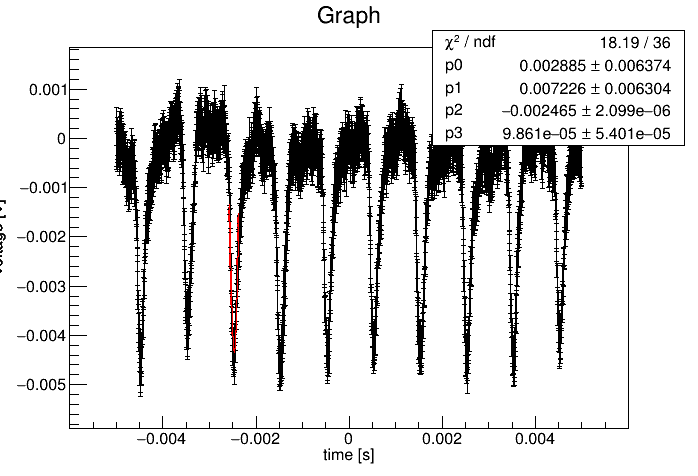 Graph
χ² / ndf 18.19 / 36
p0 0.002885 ± 0.006374
p1 0.007226 ± 0.006304
p2 −0.002465 ± 2.099e−06
p3 9.861e−05 ± 5.401e−05
0.001
0
−0.001
−0.002
−0.003
−0.004
−0.005
−0.004 −0.002 0 0.002 0.004
time [s]